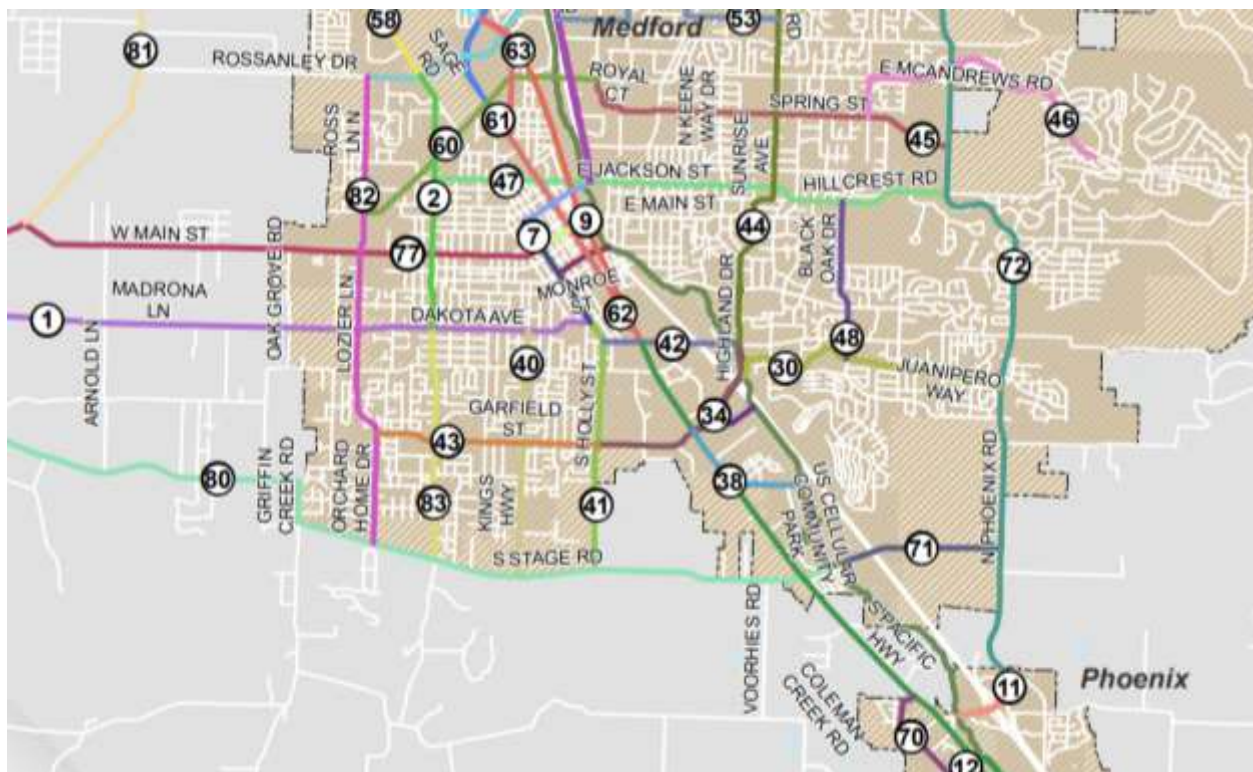 58
Medford
53
RD
81
63
SAGE
RD
ROSSANLEY DR
ROYAL
CT
N KEENE
WAY DR
E MCANDREWS RD
SPRING ST
46
61
45
ROSS
LN N
60
SUNRISE
AVE
JACKSON ST
47
HILLCREST RD
82
2
E MAIN ST
9
44
W MAIN ST
7
BLACK
OAK DR
77
72
OAK GROVE RD
MADRONA
LN
MONROE
ST
1
DAKOTA AVE
62
HIGHLAND DR
48
42
ARNOLD LN
LOZIER LN
40
30
JUANIPERO
WAY
S HOLLY ST
GARFIELD
ST
34
43
80
GRIFFIN
CREEK RD
ORCHARD
HOME DR
38
83
KINGS
HWY
41
US CELLULAR
COMMUNITY
PARK
N PHOENIX RD
71
S STAGE RD
VOORHIES RD
S PACIFIC
HWY
COLEMAN
CREEK RD
11
Phoenix
70
12